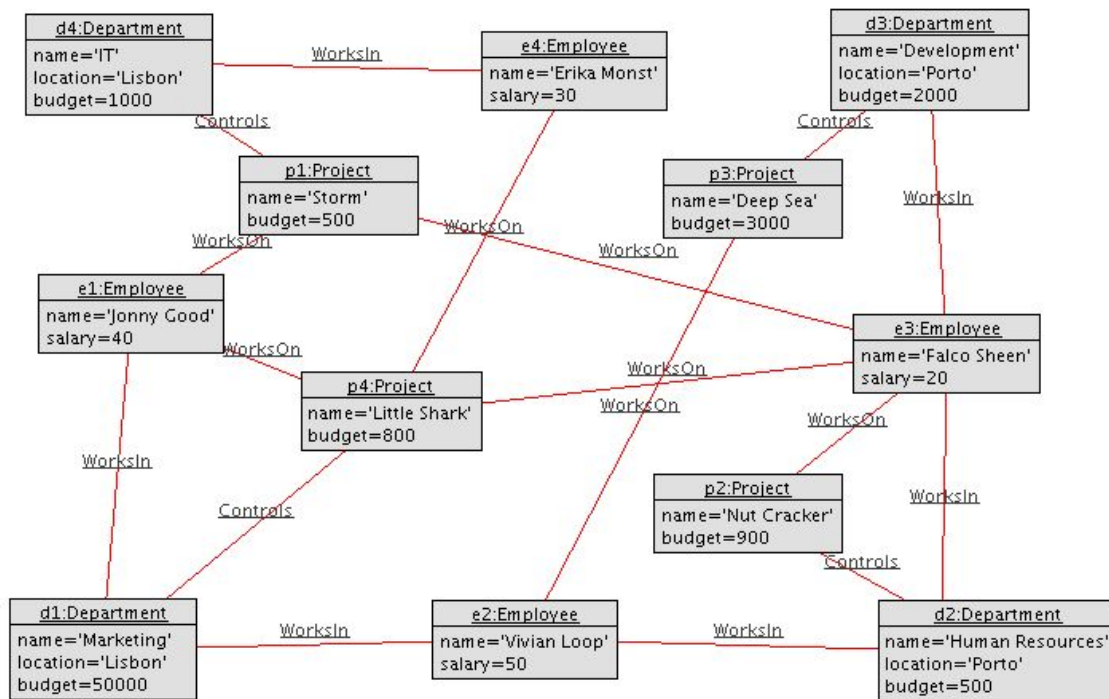 d4:Department
name='IT'
location='Lisbon'
budget=1000
WorksIn
e4:Employee
name='Erika Monst'
salary=30
d3:Department
name='Development'
location='Porto'
budget=2000
Controls
Controls
p1:Project
name='Storm'
budget=500
p3:Project
name='Deep Sea'
budget=3000
WorksIn
WorksOn
WorksOn
WorksOn
e1:Employee
name='Jonny Good'
salary=40
e3:Employee
name='Falco Sheen'
salary=20
WorksOn
p4:Project
name='Little Shark'
budget=800
WorksOn
WorksOn
WorksOn
WorksIn
p2:Project
name='Nut Cracker'
budget=900
WorksIn
Controls
Controls
d1:Department
name='Marketing'
location='Lisbon'
budget=50000
WorksIn
e2:Employee
name='Vivian Loop'
salary=50
WorksIn
d2:Department
name='Human Resources'
location='Porto'
budget=500